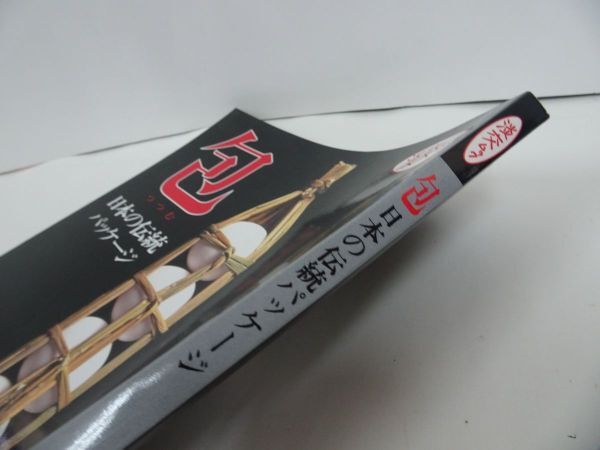 包
つつむ
日本の伝統
パッケージ
包 日本の伝統パッケージ
淡交ムック